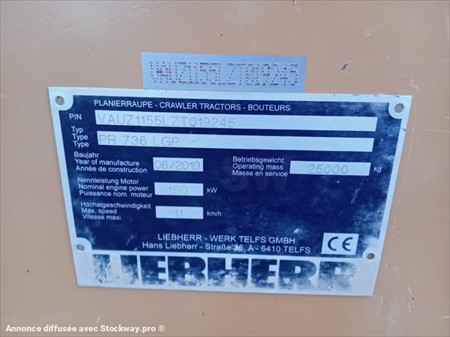 VAUZ1155LZT019245
PLANIERRAUPE - CRAWLER TRACTORS - BOUTEURS
PIN VAUZ1155LZT019245
Typ
Type PR 736 LGP
Type
Baujahr
Year of manufacture 06/2019
Année de construction
Betriebsgewicht
Operating mass 25000 kg
Masse en service
Nennleistung Motor
Nominal engine power 150 kW
Puissance nom. moteur
Höchstgeschwindigkeit
Max. speed 11 km/h
Vitesse maxi.
LIEBHERR - WERK TELFS GMBH
Hans Liebherr - Straße 35, A - 6410 TELFS
CE
LIEBHERR
Annonce diffusée avec Stockway.pro ®